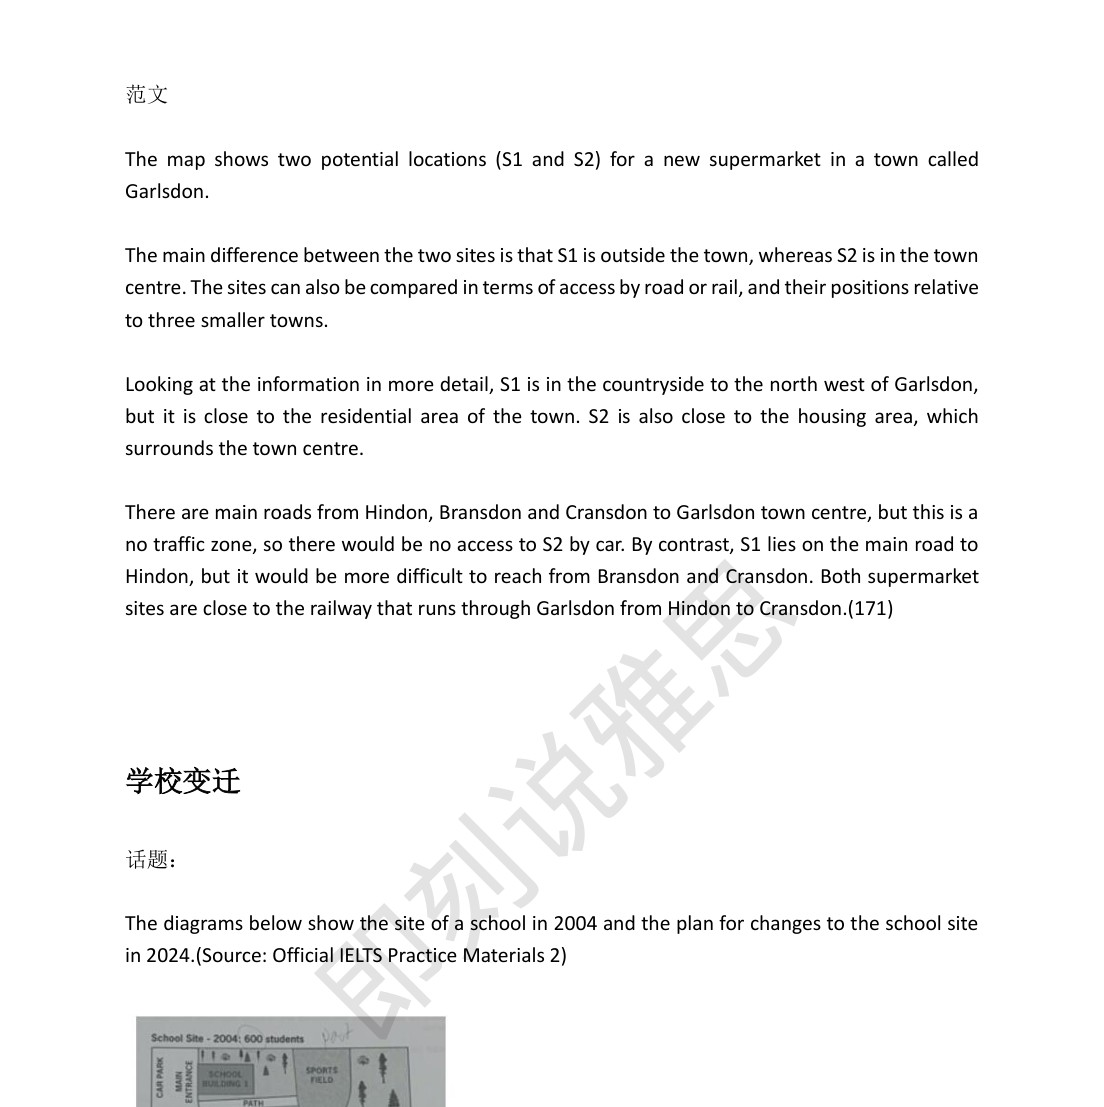 范文
The map shows two potential locations (S1 and S2) for a new supermarket in a town called
Garlsdon.
The main difference between the two sites is that S1 is outside the town, whereas S2 is in the town
centre. The sites can also be compared in terms of access by road or rail, and their positions relative
to three smaller towns.
Looking at the information in more detail, S1 is in the countryside to the north west of Garlsdon,
but it is close to the residential area of the town. S2 is also close to the housing area, which
surrounds the town centre.
There are main roads from Hindon, Bransdon and Cransdon to Garlsdon town centre, but this is a
no traffic zone, so there would be no access to S2 by car. By contrast, S1 lies on the main road to
Hindon, but it would be more difficult to reach from Bransdon and Cransdon. Both supermarket
sites are close to the railway that runs through Garlsdon from Hindon to Cransdon.(171)
即刻说雅思
学校变迁
话题：
The diagrams below show the site of a school in 2004 and the plan for changes to the school site
in 2024.(Source: Official IELTS Practice Materials 2)
School Site - 2004: 600 students
past
CAR PARK
MAIN
ENTRANCE
SCHOOL
BUILDING 1
SPORTS
FIELD
PATH